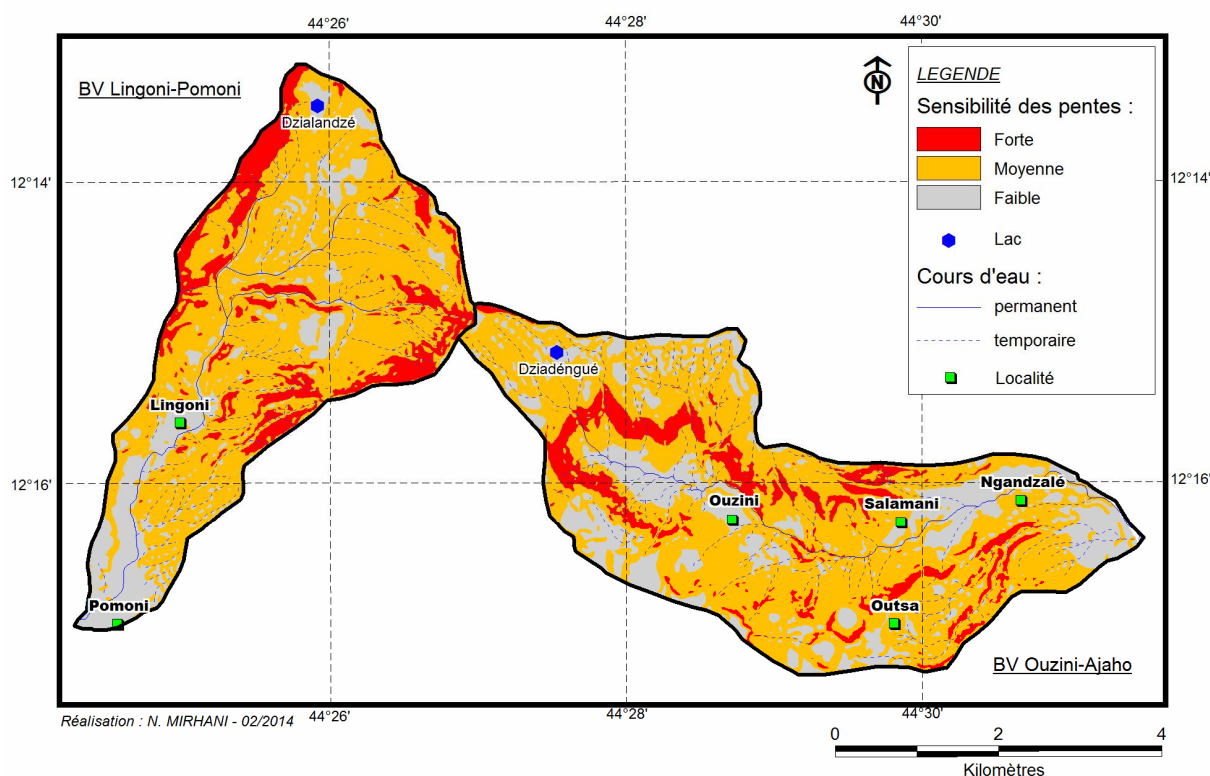 44°26'
44°28'
44°30'
BV Lingoni-Pomoni
N
LEGENDE
Sensibilité des pentes :
Forte
Moyenne
Faible
Lac
Cours d'eau :
permanent
temporaire
Localité
Dzialandzé
12°14'
12°14'
Dziadéngué
Lingoni
12°16'
12°16'
Ouzini
Salamani
Ngandzalé
Pomoni
Outsa
BV Ouzini-Ajaho
Réalisation : N. MIRHANI - 02/2014
44°26'
44°28'
44°30'
0
2
4
Kilomètres